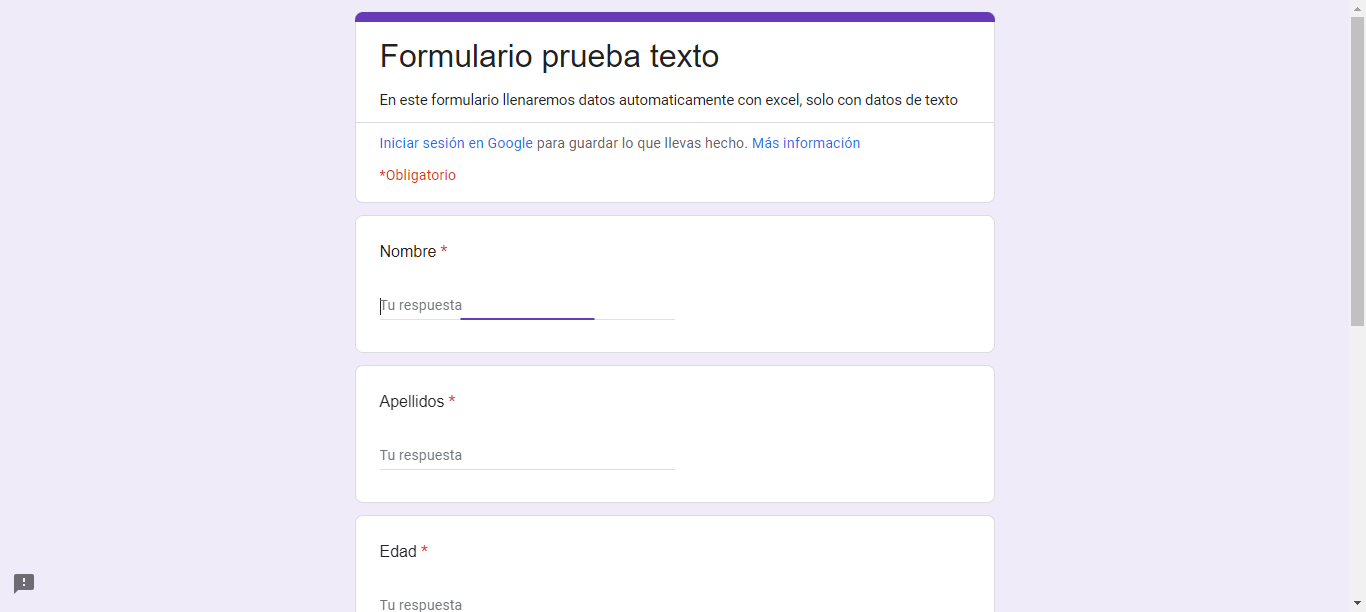 Formulario prueba texto
En este formulario llenaremos datos automaticamente con excel, solo con datos de texto
Iniciar sesión en Google para guardar lo que llevas hecho. Más información
*Obligatorio
Nombre *
Tu respuesta
Apellidos *
Tu respuesta
Edad *
Tu respuesta